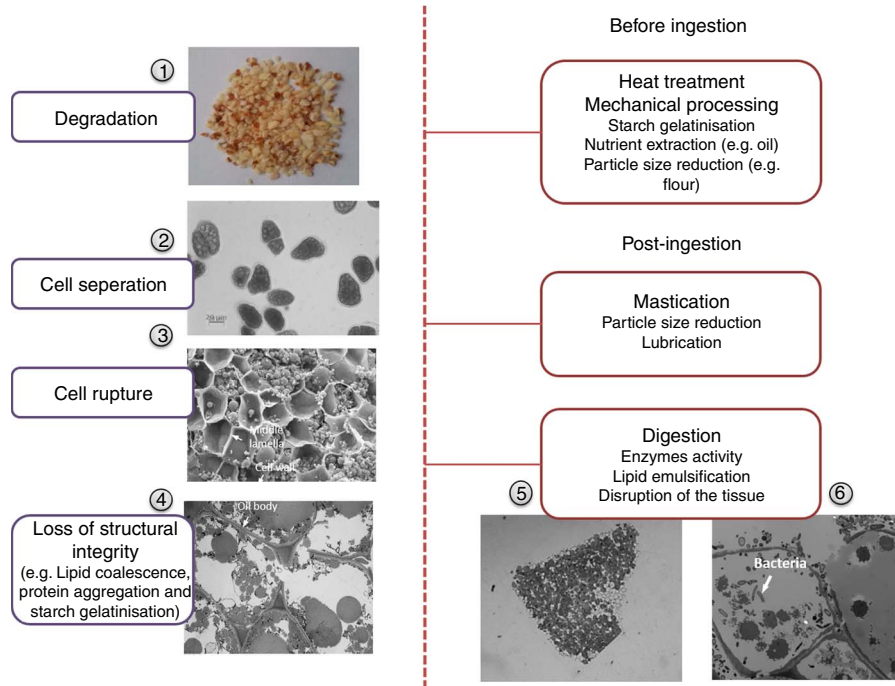 1
Degradation
2
Cell seperation
20 µm
3
Cell rupture
Middle
lamella
Cell wall
4
Loss of structural
integrity
(e.g. Lipid coalescence,
protein aggregation and
starch gelatinisation)
Oil body
Before ingestion
Heat treatment
Mechanical processing
Starch gelatinisation
Nutrient extraction (e.g. oil)
Particle size reduction (e.g.
flour)
Post-ingestion
Mastication
Particle size reduction
Lubrication
Digestion
Enzymes activity
Lipid emulsification
Disruption of the tissue
5
6
Bacteria